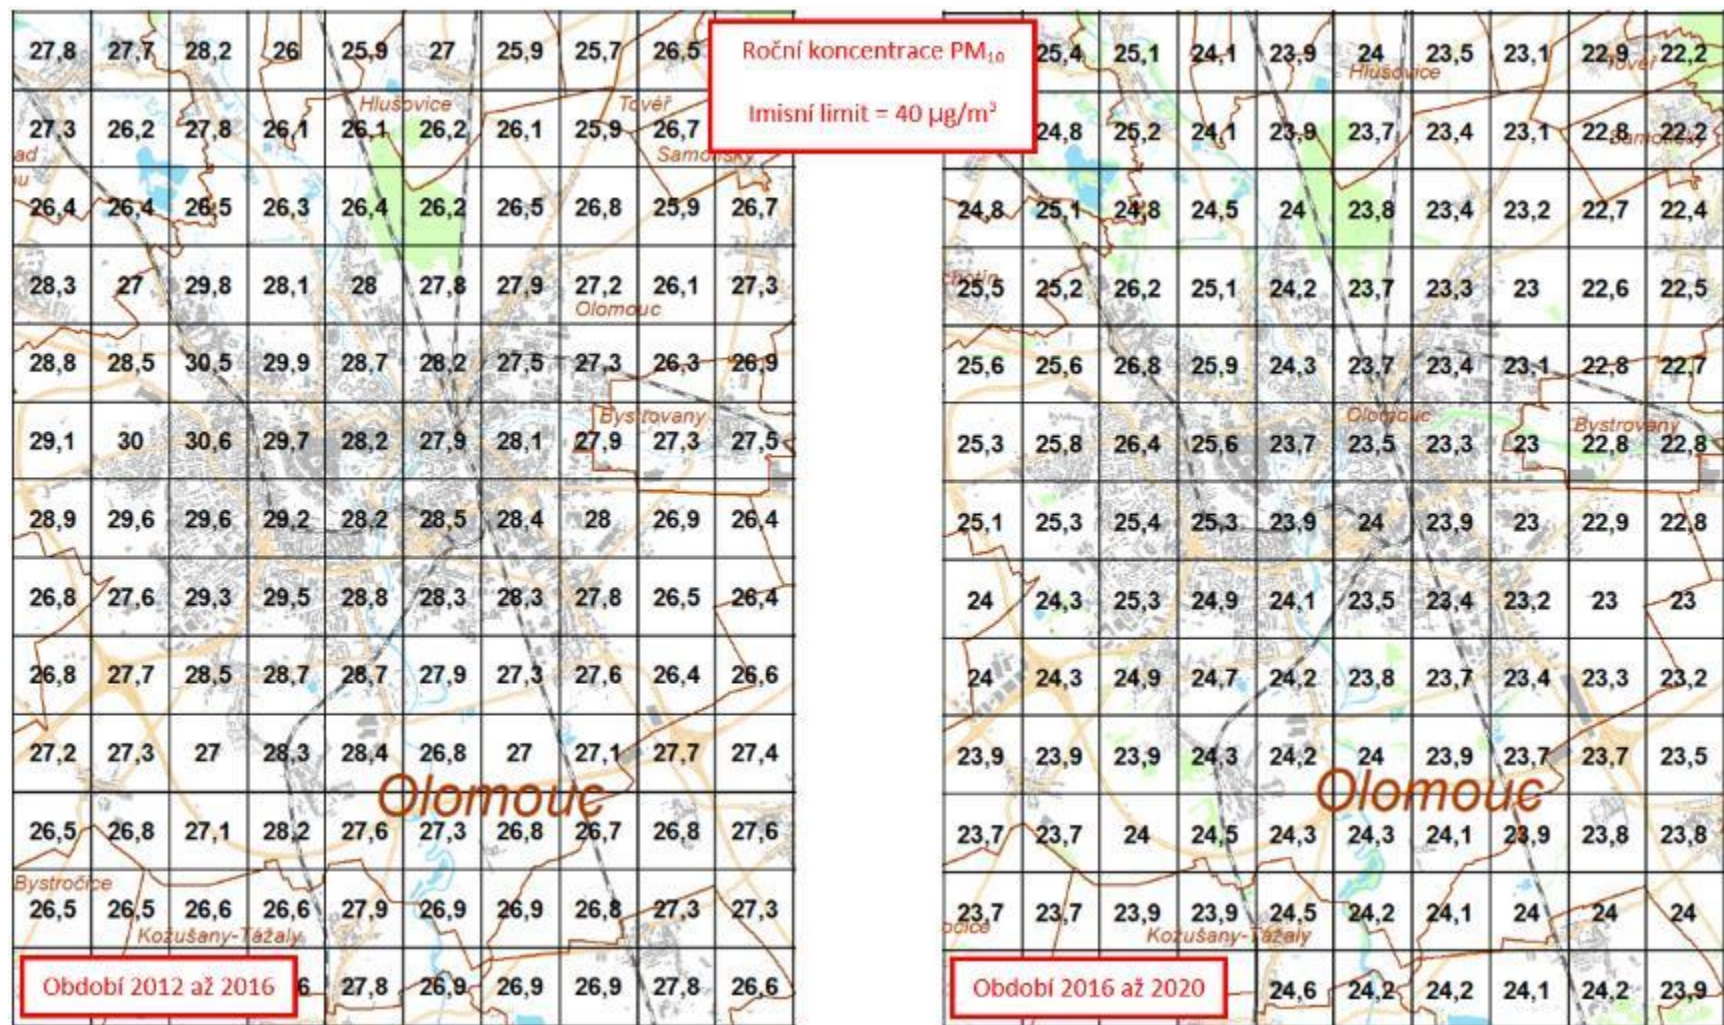 Roční koncentrace PM₁₀
Imisní limit = 40 µg/m³
27,8 27,7 28,2 26 25,9 27 25,9 25,7 26,5
Hlušovice Tovéř
27,3 26,2 27,8 26,1 26,1 26,2 26,1 25,9 26,7
ad Samotišky
26,4 26,4 26,5 26,3 26,4 26,2 26,5 26,8 25,9 26,7
28,3 27 29,8 28,1 28 27,8 27,9 27,2 26,1 27,3
Olomouc
28,8 28,5 30,5 29,9 28,7 28,2 27,5 27,3 26,3 26,9
Bystrovany
29,1 30 30,6 29,7 28,2 27,9 28,1 27,9 27,3 27,5
28,9 29,6 29,6 29,2 28,2 28,5 28,4 28 26,9 26,4
26,8 27,6 29,3 29,5 28,8 28,3 28,3 27,8 26,5 26,4
26,8 27,7 28,5 28,7 28,7 27,9 27,3 27,6 26,4 26,6
27,2 27,3 27 28,3 28,4 26,8 27 27,1 27,7 27,4
Olomouc
26,5 26,8 27,1 28,2 27,6 27,3 26,8 26,7 26,8 27,6
Bystročice
26,5 26,5 26,6 26,6 27,9 26,9 26,9 26,8 27,3 27,3
Kožušany-Tážaly
Období 2012 až 2016
6 27,8 26,9 26,9 26,9 27,8 26,6
25,4 25,1 24,1 23,9 24 23,5 23,1 22,9 22,2
Hlušovice Tovéř
24,8 25,2 24,1 23,9 23,7 23,4 23,1 22,8 22,2
Samotišky
24,8 25,1 24,8 24,5 24 23,8 23,4 23,2 22,7 22,4
chotín
25,5 25,2 26,2 25,1 24,2 23,7 23,3 23 22,6 22,5
25,6 25,6 26,8 25,9 24,3 23,7 23,4 23,1 22,8 22,7
Olomouc Bystrovany
25,3 25,8 26,4 25,6 23,7 23,5 23,3 23 22,8 22,8
25,1 25,3 25,4 25,3 23,9 24 23,9 23 22,9 22,8
24 24,3 25,3 24,9 24,1 23,5 23,4 23,2 23 23
24 24,3 24,9 24,7 24,2 23,8 23,7 23,4 23,3 23,2
23,9 23,9 23,9 24,3 24,2 24 23,9 23,7 23,7 23,5
Olomouc
23,7 23,7 24 24,5 24,3 24,3 24,1 23,9 23,8 23,8
23,7 23,7 23,9 23,9 24,5 24,2 24,1 24 24 24
očice Kožušany-Tážaly
Období 2016 až 2020
24,6 24,2 24,2 24,1 24,2 23,9